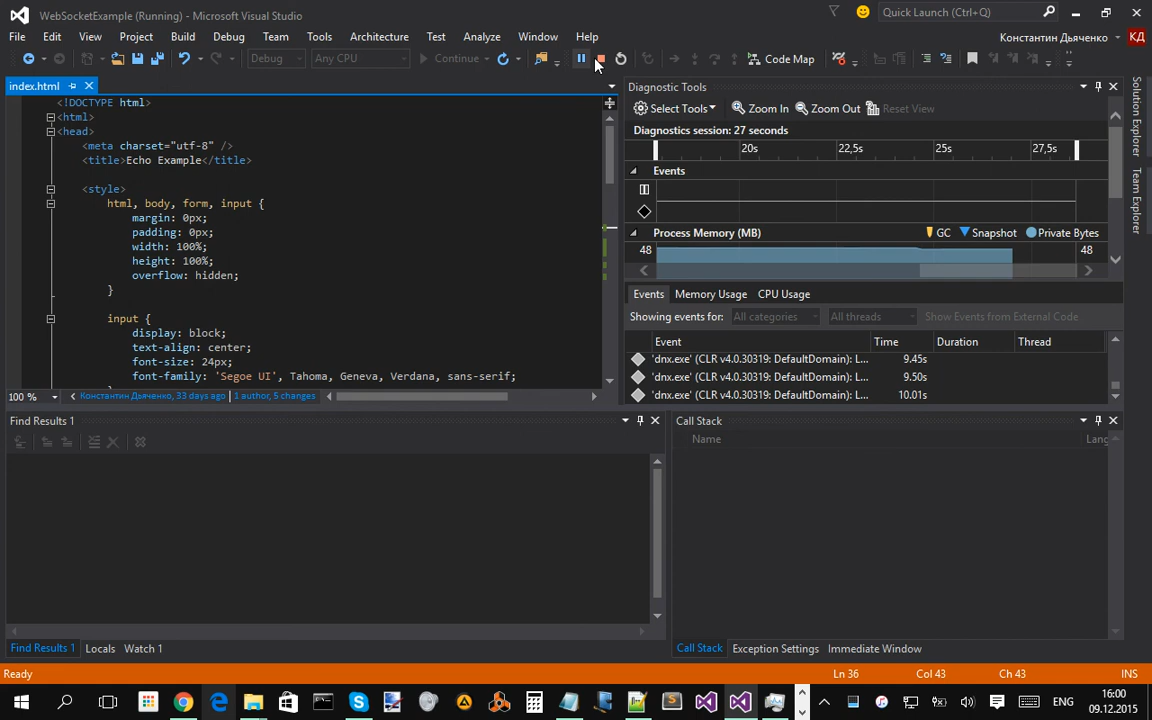 WebSocketExample (Running) - Microsoft Visual Studio
Quick Launch (Ctrl+Q)
File Edit View Project Build Debug Team Tools Architecture Test Analyze Window Help
Константин Дьяченко КД
Debug Any CPU Continue Code Map
index.html
<!DOCTYPE html>
<html>
<head>
<meta charset="utf-8" />
<title>Echo Example</title>
<style>
html, body, form, input {
margin: 0px;
padding: 0px;
width: 100%;
height: 100%;
overflow: hidden;
}
input {
display: block;
text-align: center;
font-size: 24px;
font-family: 'Segoe UI', Tahoma, Geneva, Verdana, sans-serif;
100 % Константин Дьяченко, 33 days ago | 1 author, 5 changes
Diagnostic Tools
Select Tools Zoom In Zoom Out Reset View
Diagnostics session: 27 seconds
20s 22,5s 25s 27,5s
Events
Process Memory (MB) GC Snapshot Private Bytes
48 48
Events Memory Usage CPU Usage
Showing events for: All categories All threads Show Events from External Code
Event Time Duration Thread
'dnx.exe' (CLR v4.0.30319: DefaultDomain): L... 9.45s
'dnx.exe' (CLR v4.0.30319: DefaultDomain): L... 9.50s
'dnx.exe' (CLR v4.0.30319: DefaultDomain): L... 10.01s
Solution Explorer
Team Explorer
Find Results 1
Call Stack
Name Lang
Find Results 1 Locals Watch 1
Call Stack Exception Settings Immediate Window
Ready Ln 36 Col 43 Ch 43 INS
ENG
16:00
09.12.2015